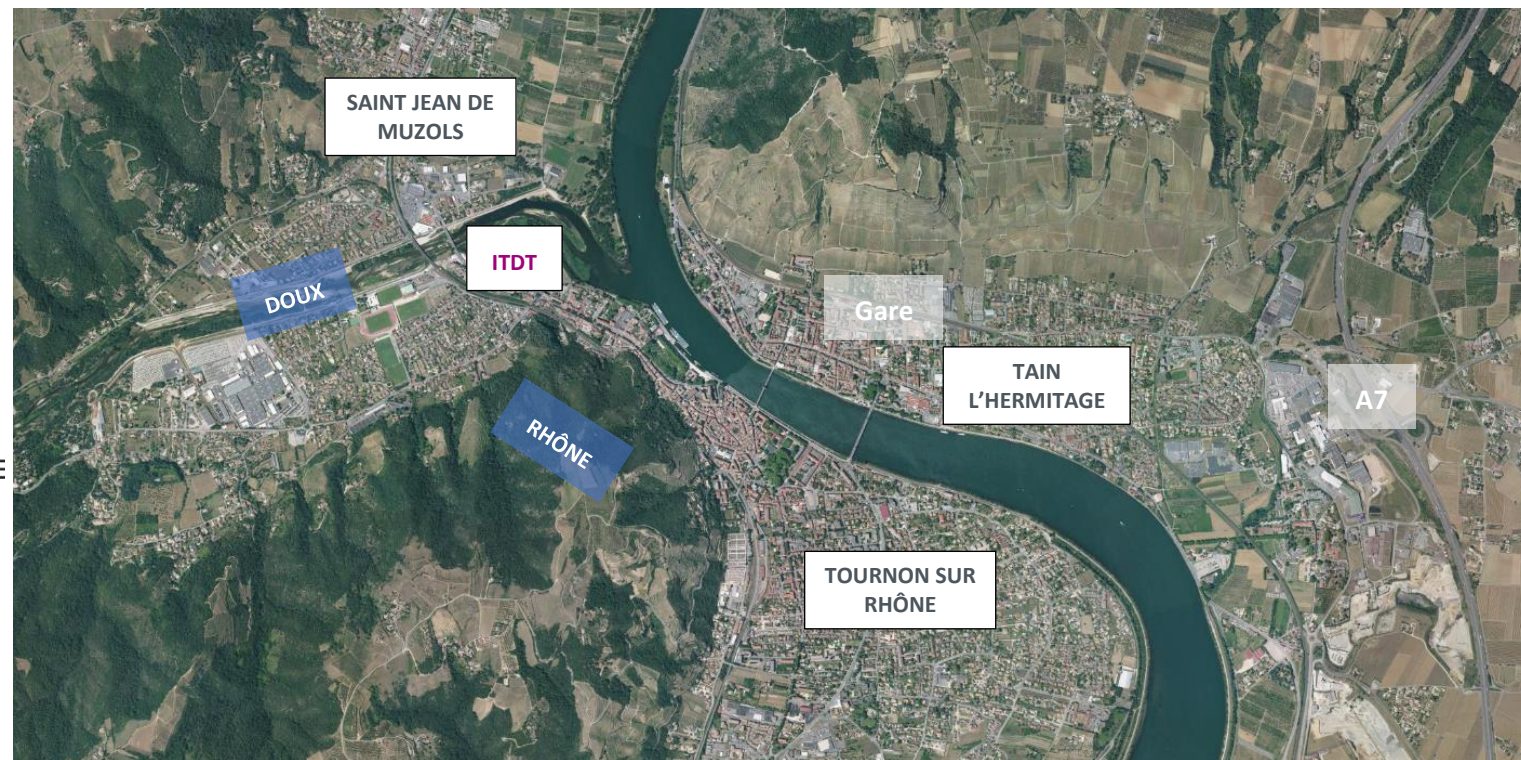 SAINT JEAN DE
MUZOLS
ITDT
DOUX
Gare
TAIN
L'HERMITAGE
A7
RHÔNE
TOURNON SUR
RHÔNE